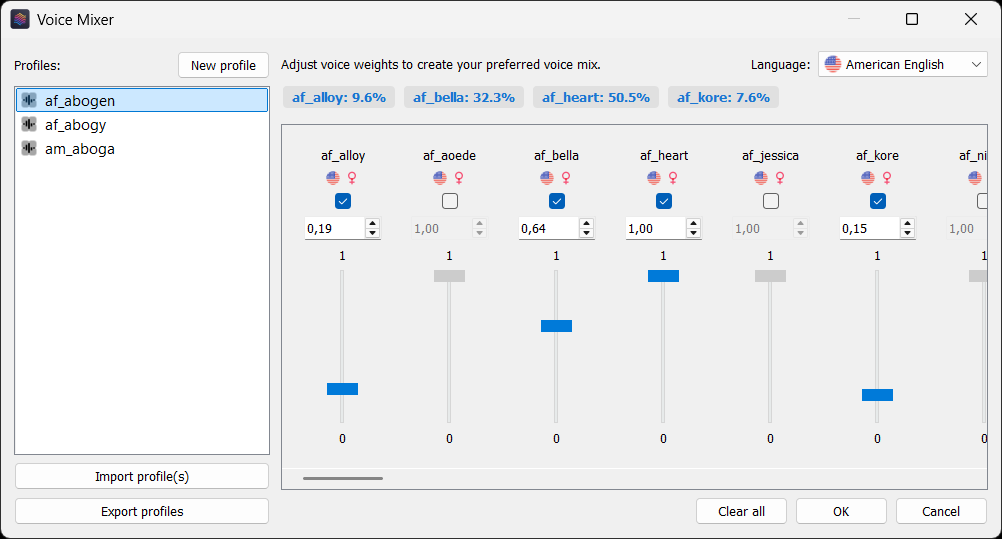 Voice Mixer
Profiles:
New profile
af_abogen
af_abogy
am_aboga
Import profile(s)
Export profiles
Adjust voice weights to create your preferred voice mix.
Language: American English
af_alloy: 9.6% af_bella: 32.3% af_heart: 50.5% af_kore: 7.6%
af_alloy af_aoede af_bella af_heart af_jessica af_kore af_ni
0,19 1,00 0,64 1,00 1,00 0,15 1,00
1 1 1 1 1 1 1
0 0 0 0 0 0 0
Clear all OK Cancel